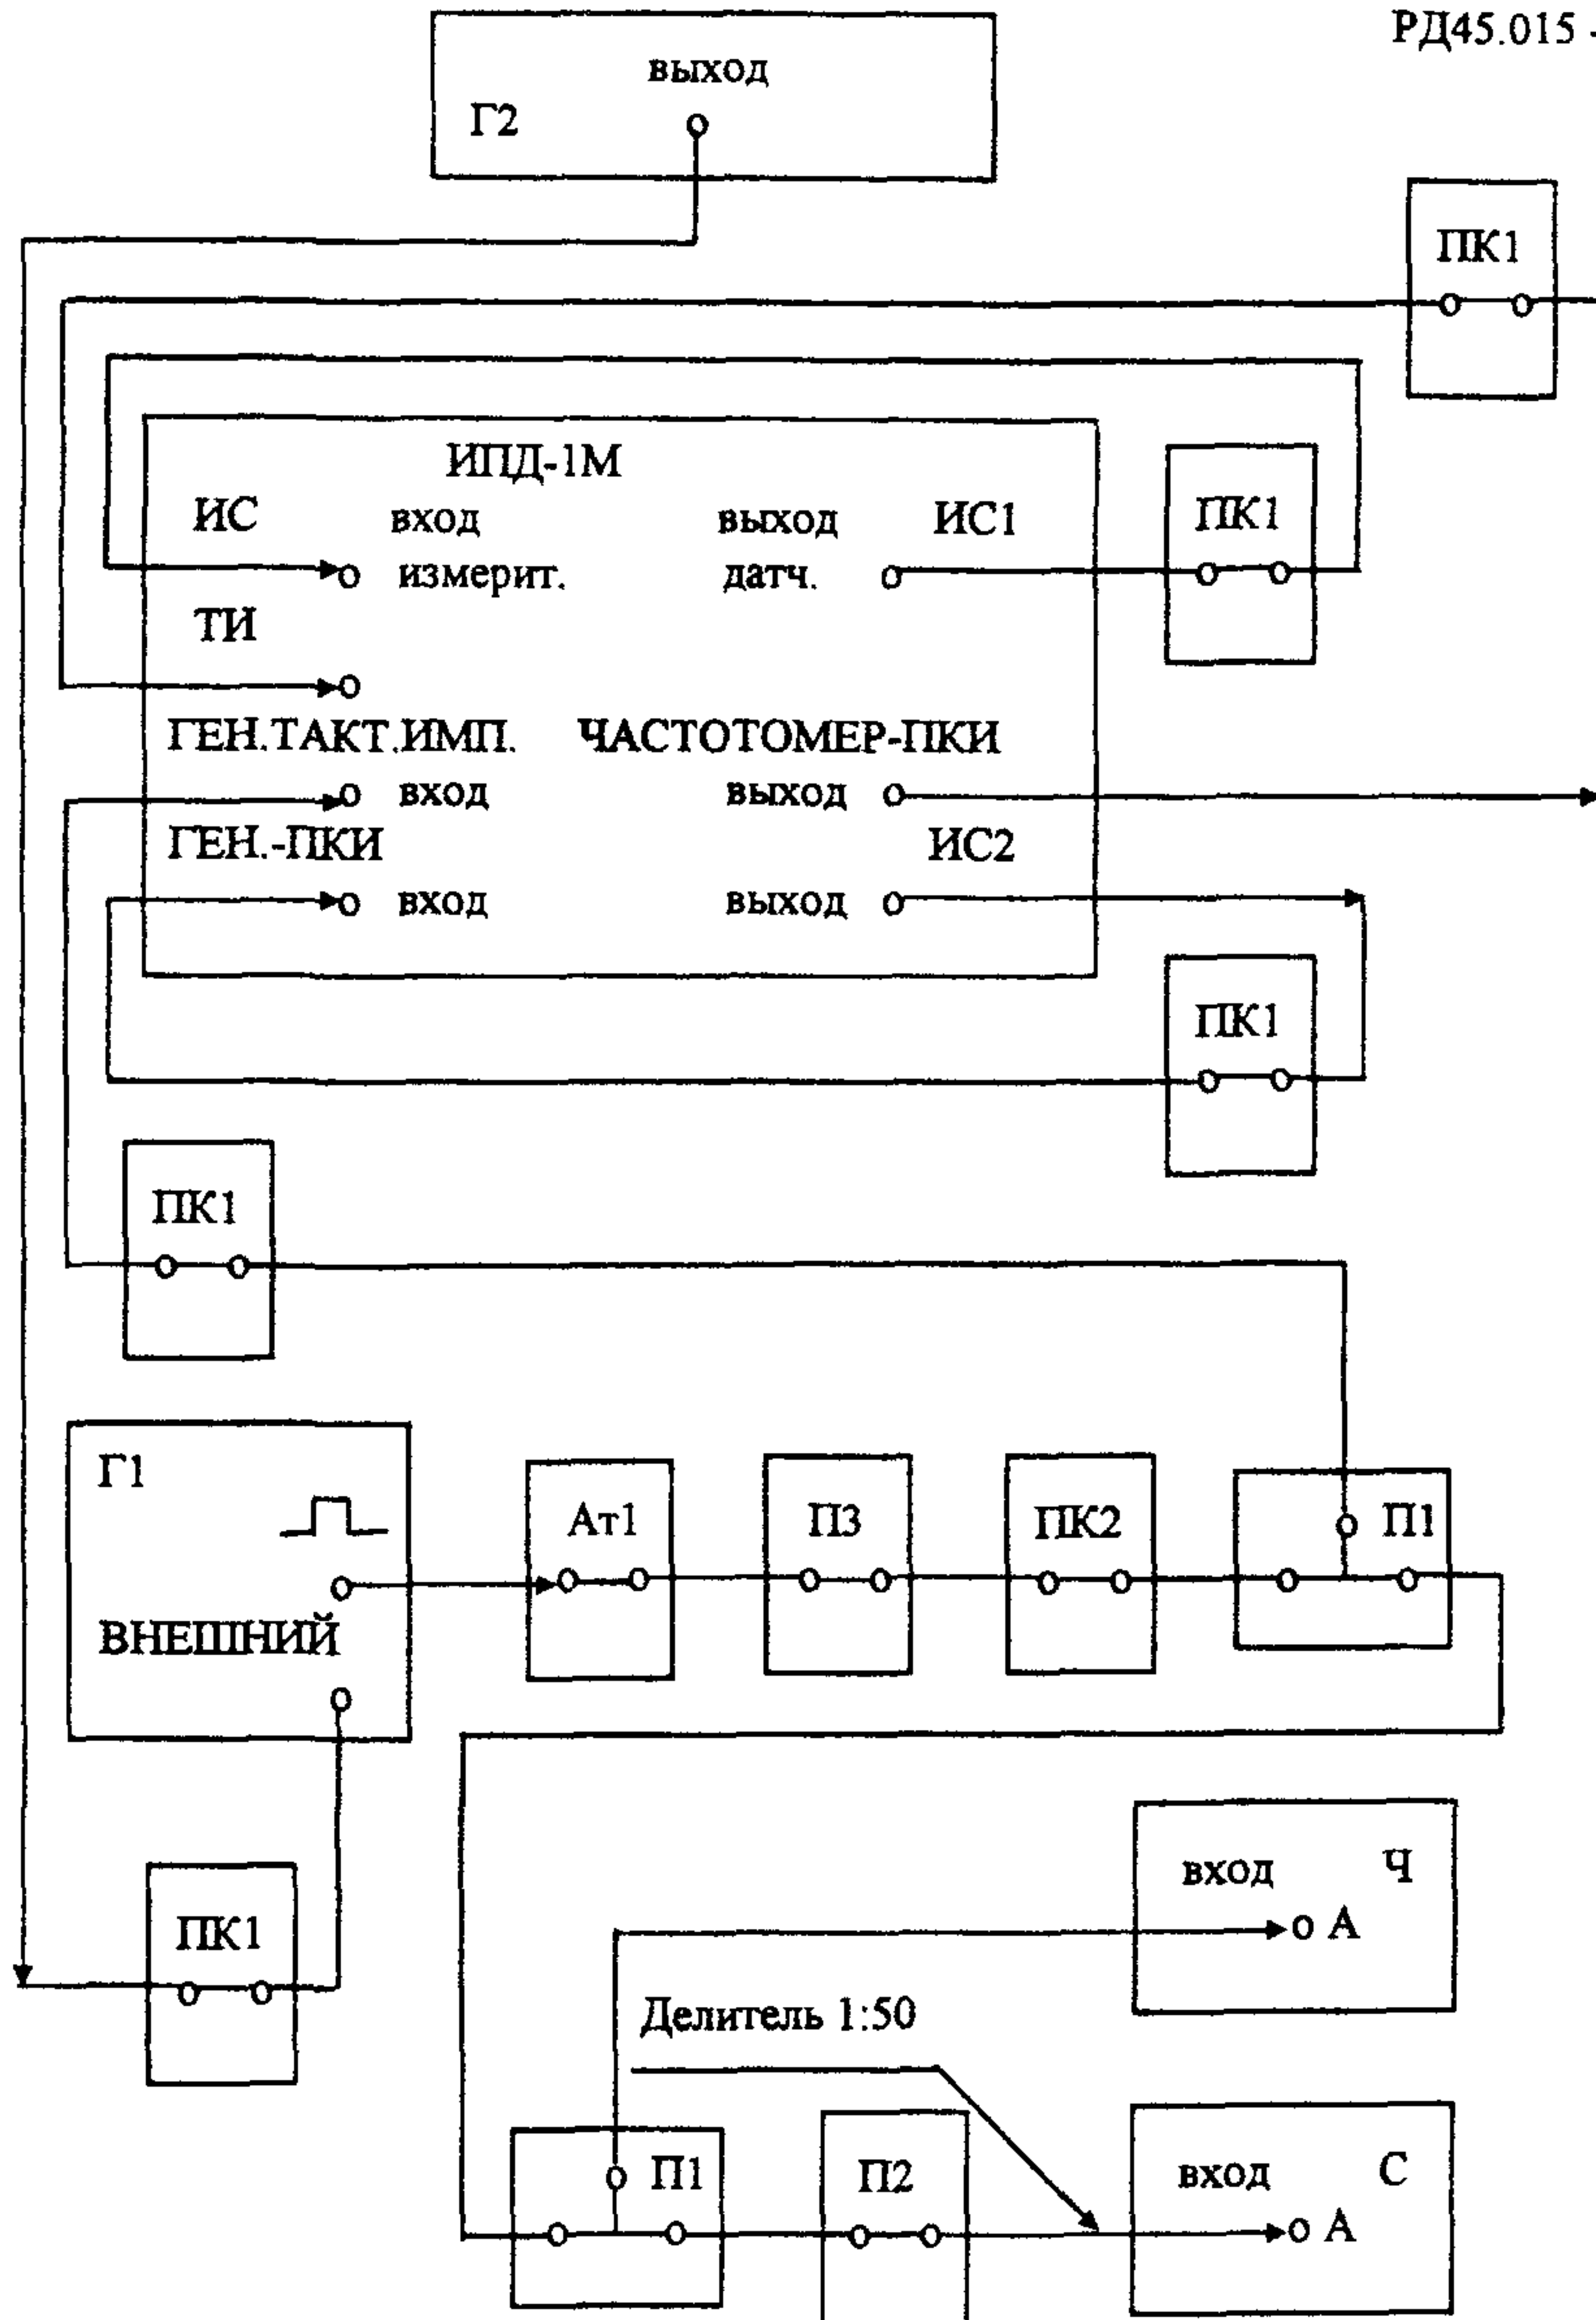 РД45.015 -
выход
Г2
ПК1
ИПД-1М
ИС вход выход ИС1
измерит. датч.
ПК1
ТИ
ГЕН.ТАКТ.ИМП. ЧАСТОТОМЕР-ПКИ
вход выход
ГЕН.-ПКИ ИС2
вход выход
ПК1
ПК1
Г1
Ат1
П3
ПК2
П1
ВНЕШНИЙ
вход Ч
А
ПК1
Делитель 1:50
П1
П2
вход С
А